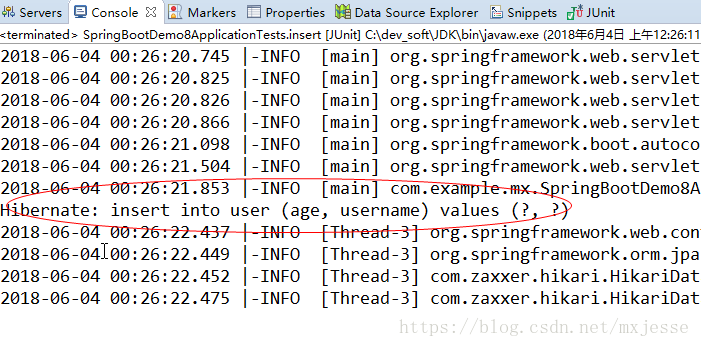 Servers Console Markers Properties Data Source Explorer Snippets JUnit
<terminated> SpringBootDemo8ApplicationTests.insert [JUnit] C:\dev_soft\JDK\bin\javaw.exe (2018年6月4日 上午12:26:11
2018-06-04 00:26:20.745 |-INFO [main] org.springframework.web.servlet
2018-06-04 00:26:20.825 |-INFO [main] org.springframework.web.servlet
2018-06-04 00:26:20.826 |-INFO [main] org.springframework.web.servlet
2018-06-04 00:26:20.866 |-INFO [main] org.springframework.web.servlet
2018-06-04 00:26:21.098 |-INFO [main] org.springframework.boot.autoco
2018-06-04 00:26:21.504 |-INFO [main] org.springframework.web.servlet
2018-06-04 00:26:21.853 |-INFO [main] com.example-mx.SpringBootDemo8A
Hibernate: insert into user (age, username) values (?, ?)
2018-06-04 00:26:22.437 |-INFO [Thread-3] org.springframework.web.con
2018-06-04 00:26:22.449 |-INFO [Thread-3] org.springframework.orm.jpa
2018-06-04 00:26:22.452 |-INFO [Thread-3] com.zaxxer.hikari.HikariDat
2018-06-04 00:26:22.475 |-INFO [Thread-3] com.zaxxer.hikari.HikariDat
https://blog.csdn.net/mxjesse